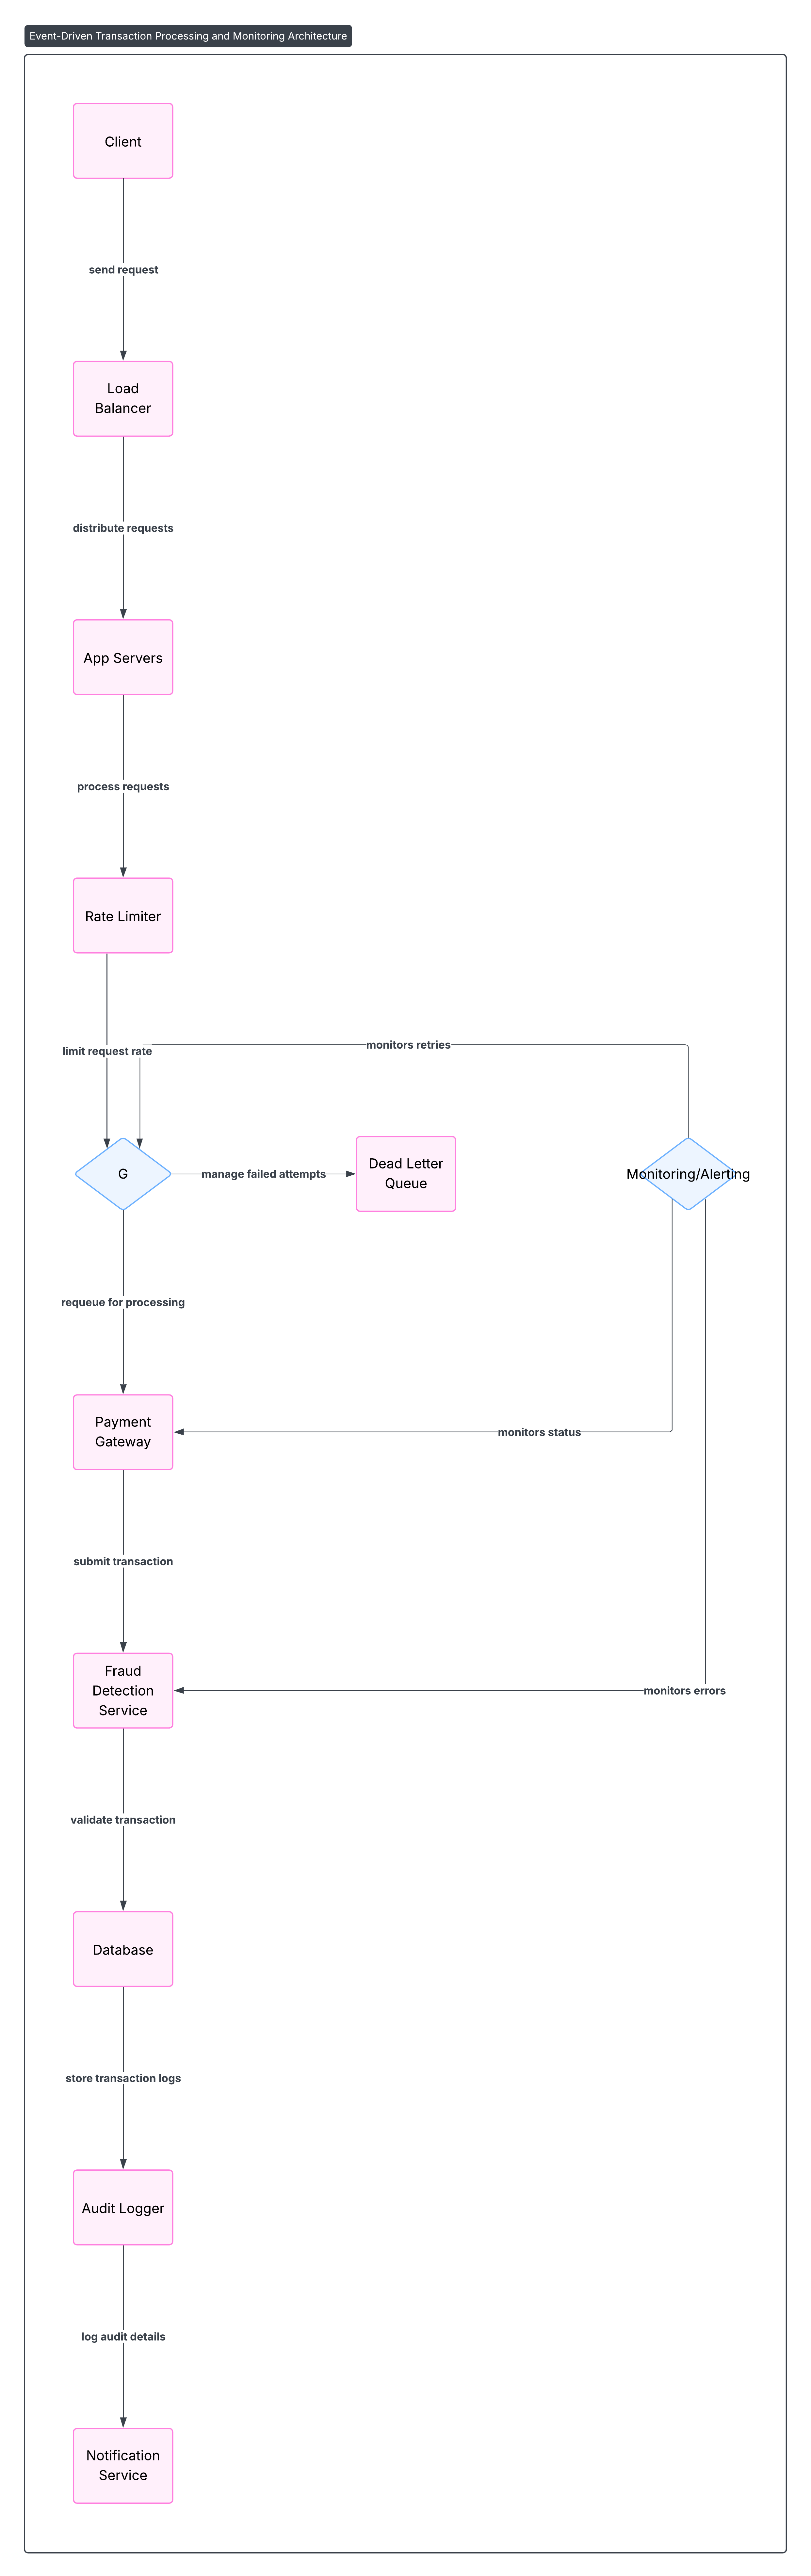 Event-Driven Transaction Processing and Monitoring Architecture
Client
send request
Load
Balancer
distribute requests
App Servers
process requests
Rate Limiter
monitors retries
limit request rate
G
manage failed attempts
Dead Letter
Queue
Monitoring/Alerting
requeue for processing
Payment
Gateway
monitors status
submit transaction
Fraud
Detection
Service
monitors errors
validate transaction
Database
store transaction logs
Audit Logger
log audit details
Notification
Service